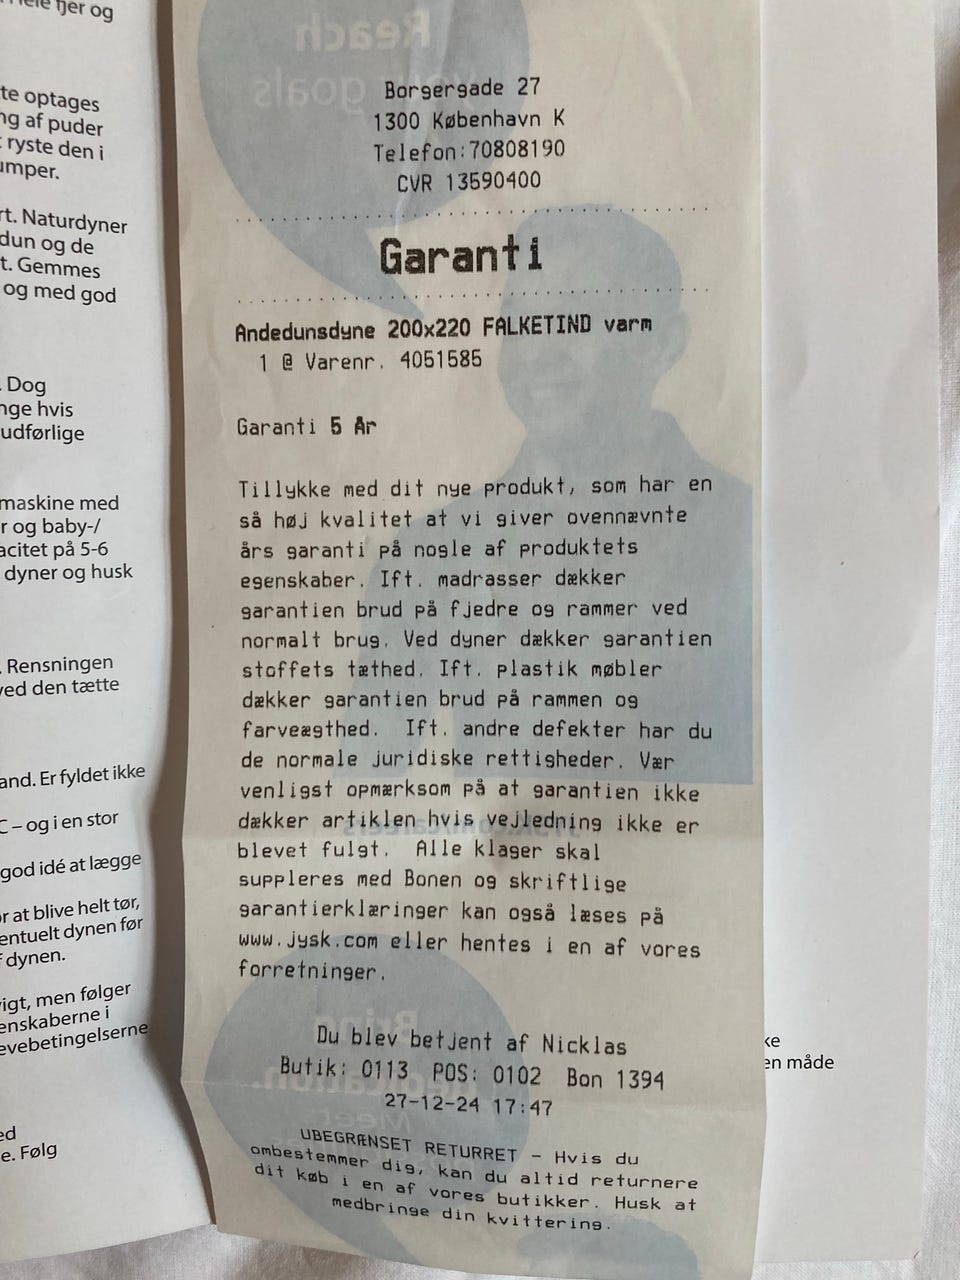 tjer og
te optages
ng af puder
ryste den i
umper.
rt. Naturdyner
dun og de
t. Gemmes
og med god
. Dog
nge hvis
udførlige
maskine med
r og baby-/
acitet på 5-6
dyner og husk
. Rensningen
ved den tætte
and. Er fyldet ikke
C – og i en stor
god idé at lægge
or at blive helt tør,
entuelt dynen før
f dynen.
vigt, men følger
enskaberne i
evebetingelserne
ed
e. Følg
Reach
your goals
Borgergade 27
1300 København K
Telefon:70808190
CVR 13590400
Garanti
Andedunsdyne 200x220 FALKETIND varm
1 @ Varenr. 4051585
Garanti 5 År
Tillykke med dit nye produkt, som har en
så høj kvalitet at vi giver ovennævnte
års garanti på nogle af produktets
egenskaber. Ift. madrasser dækker
garantien brud på fjedre og rammer ved
normalt brug. Ved dyner dækker garantien
stoffets tæthed. Ift. plastik møbler
dækker garantien brud på rammen og
farveægthed. Ift. andre defekter har du
de normale juridiske rettigheder. Vær
venligst opmærksom på at garantien ikke
dækker artiklen hvis vejledning ikke er
blevet fulgt. Alle klager skal
suppleres med Bonen og skriftlige
garantierklæringer kan også læses på
www.jysk.com eller hentes i en af vores
forretninger.
Du blev betjent af Nicklas
Butik: 0113 POS: 0102 Bon 1394
27-12-24 17:47
UBEGRÆNSET RETURRET - Hvis du
ombestemmer dig, kan du altid returnere
dit køb i en af vores butikker. Husk at
medbringe din kvittering.
ke
en måde